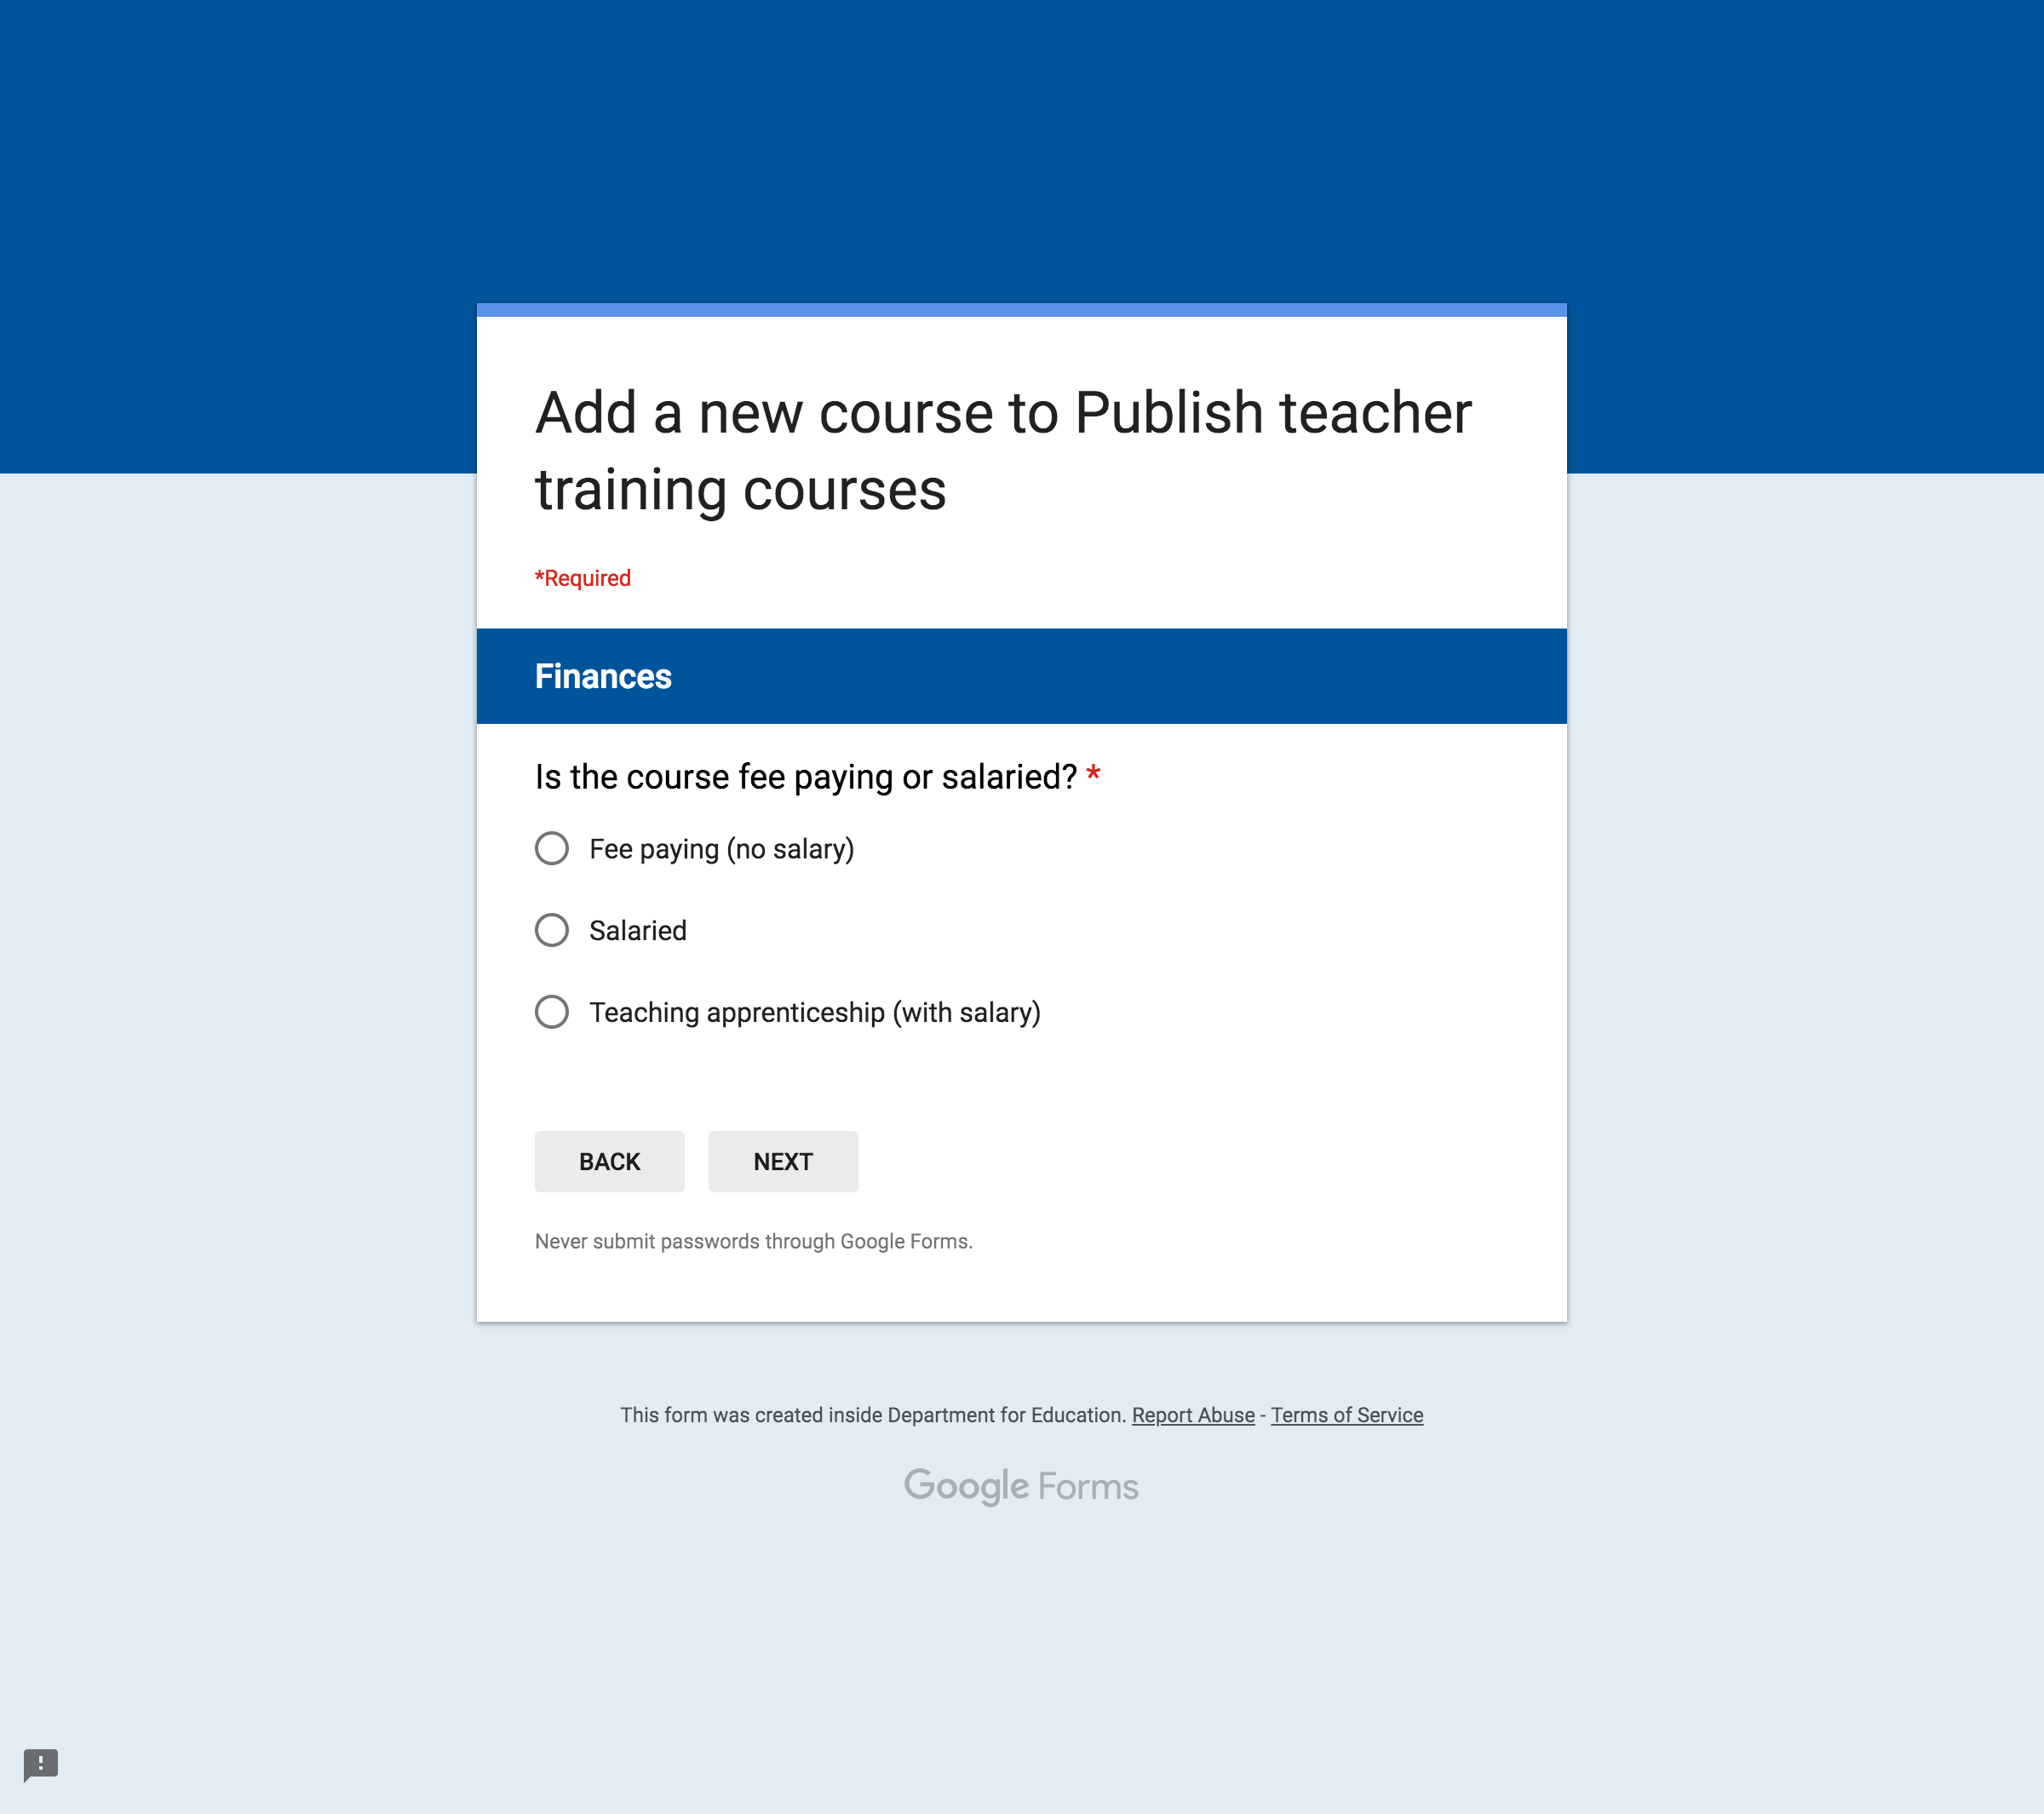 Add a new course to Publish teacher
training courses
*Required
Finances
Is the course fee paying or salaried? *
Fee paying (no salary)
Salaried
Teaching apprenticeship (with salary)
BACK NEXT
Never submit passwords through Google Forms.
This form was created inside Department for Education. Report Abuse - Terms of Service
Google Forms